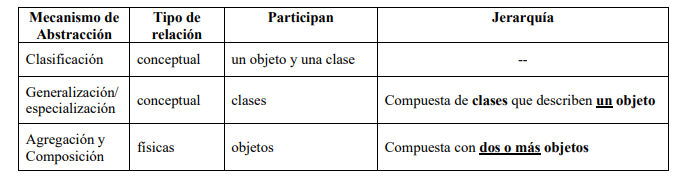 Mecanismo de Abstracción | Tipo de relación | Participan | Jerarquía
Clasificación | conceptual | un objeto y una clase | --
Generalización/ especialización | conceptual | clases | Compuesta de clases que describen un objeto
Agregación y Composición | físicas | objetos | Compuesta con dos o más objetos